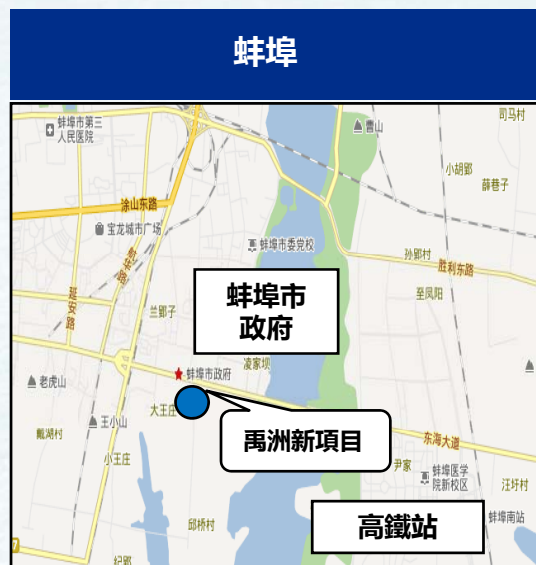 蚌埠
司马村
蚌埠市第三
人民医院
曹山
小胡郢
薛巷子
涂山东路
宝龙城市广场
蚌埠市委党校
孙郢村
胜利东路
延安路
兰郢子
蚌埠市
政府
至凤阳
凌家坝
蚌埠市政府
老虎山
大王庄
王小山
戴湖村
禹洲新項目
东海大道
小王庄
尹家
蚌埠医学
院新校区
汪圩村
邱桥村
高鐵站
蚌埠南站
纪郢